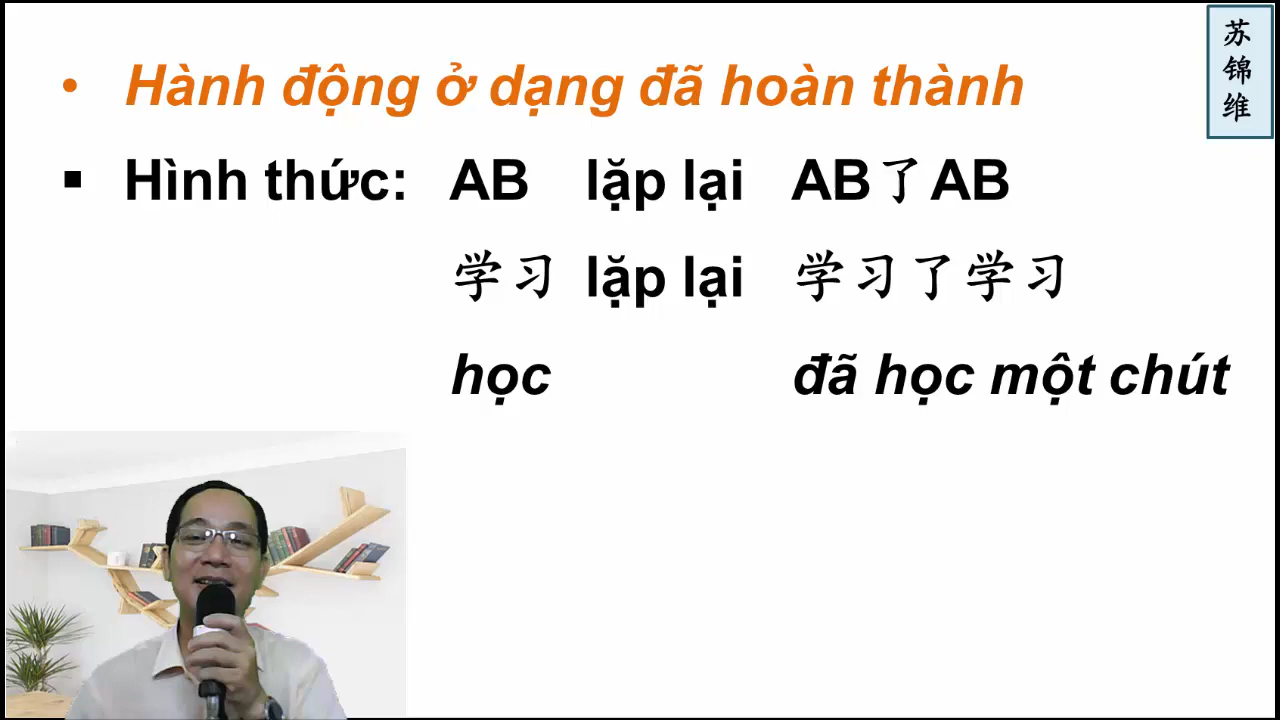 • Hành động ở dạng đã hoàn thành
▪ Hình thức: AB lặp lại AB了AB
学习 lặp lại 学习了学习
học đã học một chút
苏锦维